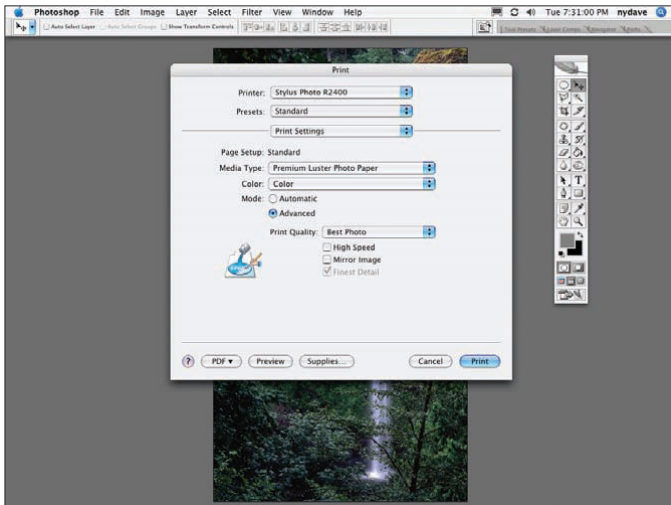 Photoshop File Edit Image Layer Select Filter View Window Help Tue 7:31:00 PM nydave
Auto Select Layer Auto Select Groups Show Transform Controls
Print
Printer: Stylus Photo R2400
Presets: Standard
Print Settings
Page Setup: Standard
Media Type: Premium Luster Photo Paper
Color: Color
Mode: Automatic
Advanced
Print Quality: Best Photo
High Speed
Mirror Image
Finest Detail
? PDF Preview Supplies... Cancel Print
T